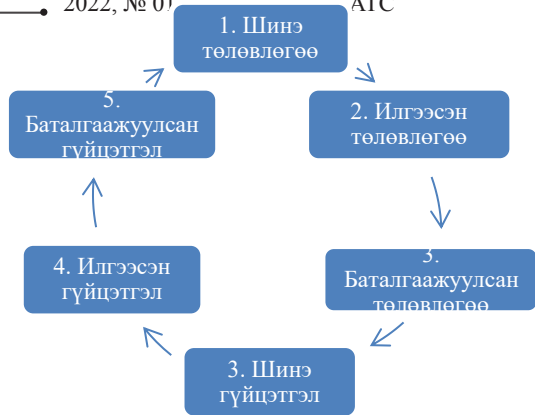 2022, № 01
АТС
1. Шинэ
төлөвлөгөө
2. Илгээсэн
төлөвлөгөө
3.
Баталгаажуулсан
төлөвлөгөө
3. Шинэ
гүйцэтгэл
4. Илгээсэн
гүйцэтгэл
5.
Баталгаажуулсан
гүйцэтгэл